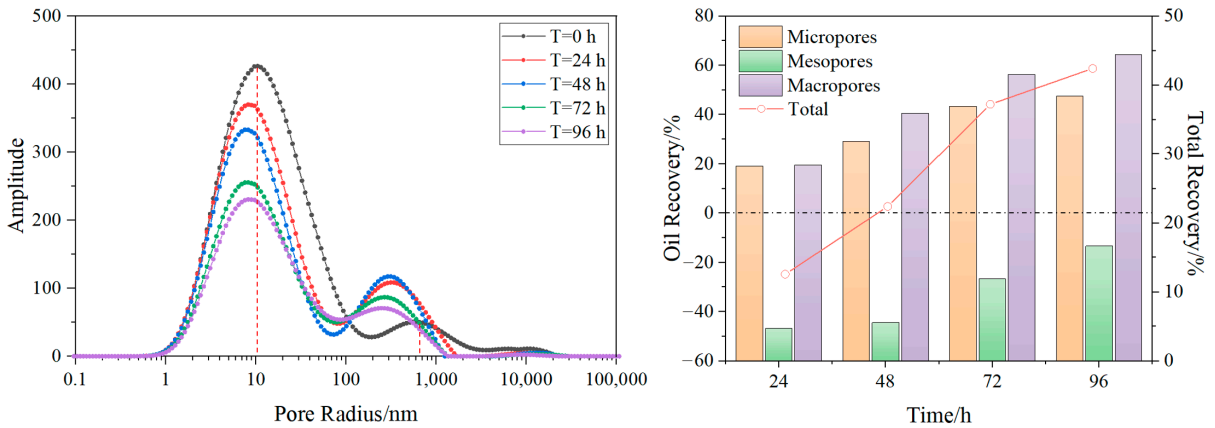 500
400
300
200
100
0
Amplitude
0.1
1
10
100
1,000
10,000
100,000
Pore Radius/nm
T=0 h
T=24 h
T=48 h
T=72 h
T=96 h
80
60
40
20
0
−20
−40
−60
Oil Recovery/%
Micropores
Mesopores
Macropores
Total
24
48
72
96
Time/h
50
40
30
20
10
0
Total Recovery/%